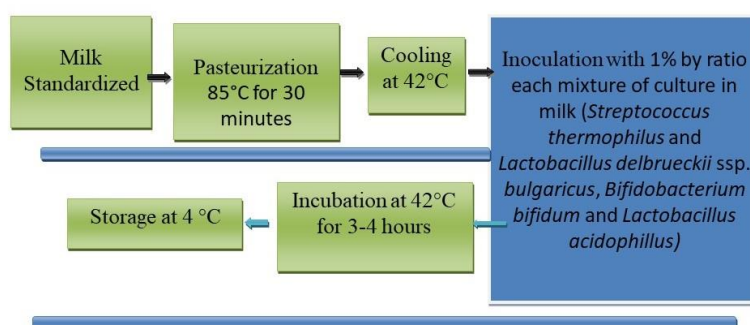 Milk
Standardized
Pasteurization
85°C for 30
minutes
Cooling
at 42°C
Inoculation with 1% by ratio
each mixture of culture in
milk (Streptococcus
thermophilus and
Lactobacillus delbrueckii ssp.
bulgaricus, Bifidobacterium
bifidum and Lactobacillus
acidophillus)
Incubation at 42°C
for 3-4 hours
Storage at 4 °C